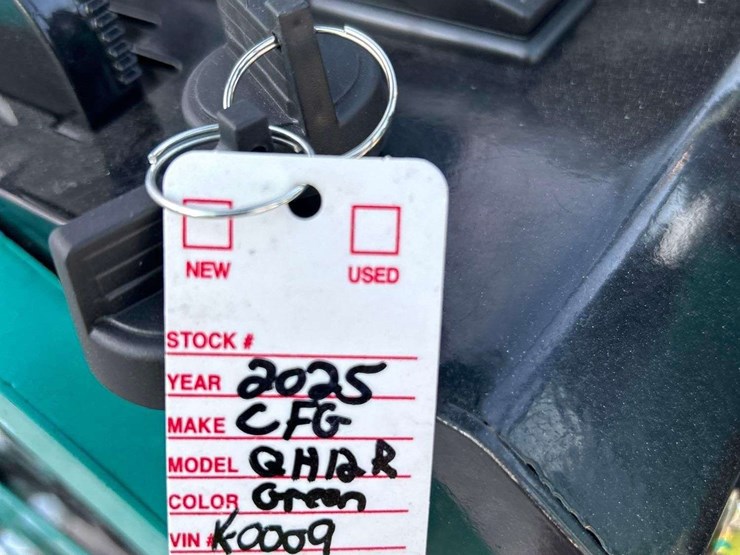 NEW USED
STOCK #
YEAR 2025
MAKE CFG
MODEL QH12R
COLOR Green
VIN # K0009